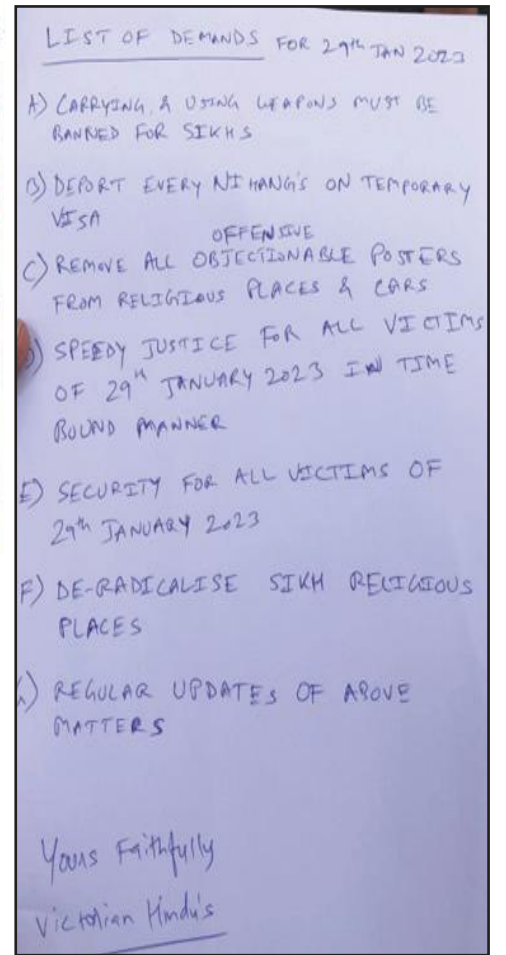 LIST OF DEMANDS FOR 29th JAN 2023
A) CARRYING & USING WEAPONS MUST BE
BANNED FOR SIKHS
B) DEPORT EVERY NIHANG'S ON TEMPORARY
VISA
OFFENSIVE
C) REMOVE ALL OBJECTIONABLE POSTERS
FROM RELIGIOUS PLACES & CARS
D) SPEEDY JUSTICE FOR ALL VICTIMS
OF 29th JANUARY 2023 IN TIME
BOUND MANNER
E) SECURITY FOR ALL VICTIMS OF
29th JANUARY 2023
F) DE-RADICALISE SIKH RELIGIOUS
PLACES
) REGULAR UPDATES OF ABOVE
MATTERS
Yours Faithfully
Victorian Hindu's